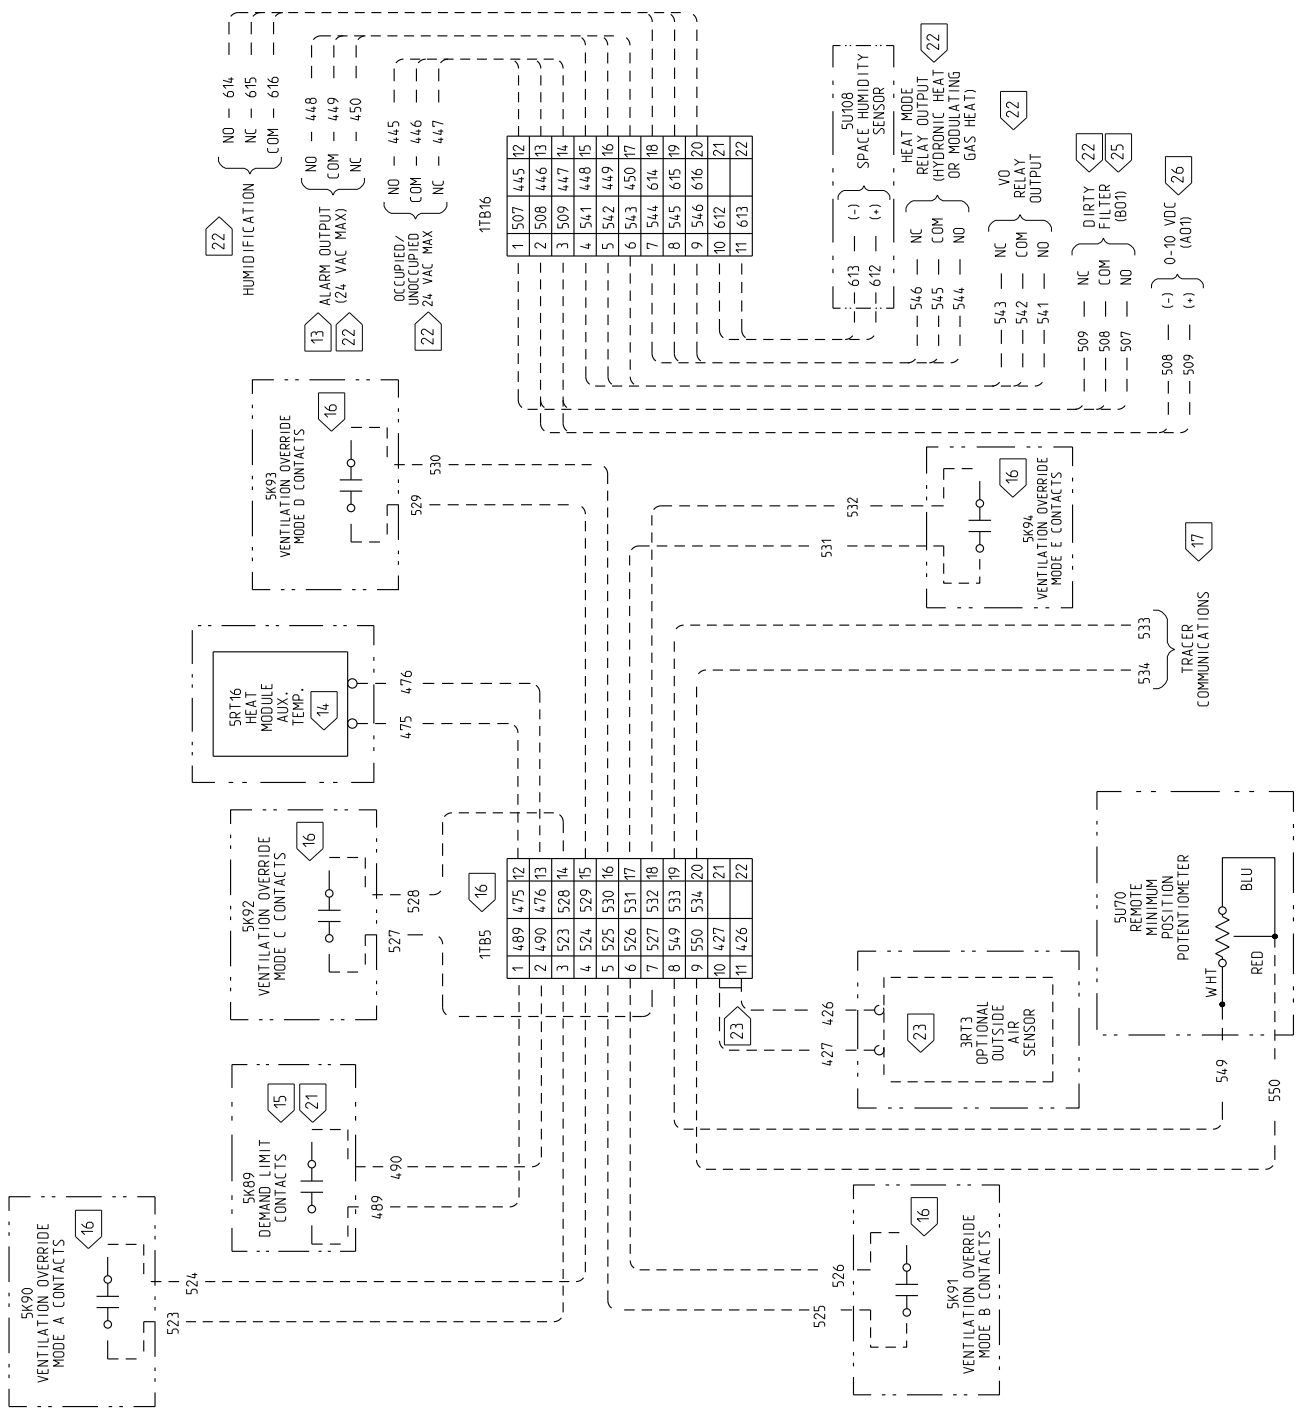 5K90
VENTILATION OVERRIDE
MODE A CONTACTS
16
523
524
5K89
DEMAND LIMIT
CONTACTS
15
21
489
490
5K92
VENTILATION OVERRIDE
MODE C CONTACTS
16
527
528
5RT16
HEAT
MODULE
AUX.
TEMP.
14
475
476
5K93
VENTILATION OVERRIDE
MODE D CONTACTS
16
529
530
22
HUMIDIFICATION
NO 614
NC 615
COM 616
13
22
ALARM OUTPUT
(24 VAC MAX)
NO 448
COM 449
NC 450
22
OCCUPIED/
UNOCCUPIED
24 VAC MAX
NO 445
COM 446
NC 447
1TB5
16
1 489 475 12
2 490 476 13
3 523 528 14
4 524 529 15
5 525 530 16
6 526 531 17
7 527 532 18
8 549 533 19
9 550 534 20
10 427 21
11 426 22
23
1TB16
1 507 445 12
2 508 446 13
3 509 447 14
4 541 448 15
5 542 449 16
6 543 450 17
7 544 614 18
8 545 615 19
9 546 616 20
10 612 21
11 613 22
525
526
5K91
VENTILATION OVERRIDE
MODE B CONTACTS
16
427
426
23
3RT3
OPTIONAL
OUTSIDE
AIR
SENSOR
5U70
REMOTE
MINIMUM
POSITION
POTENTIOMETER
WHT
RED
BLU
549
550
534
533
TRACER
COMMUNICATIONS
17
531
532
5K94
VENTILATION OVERRIDE
MODE E CONTACTS
16
613 (-)
612 (+)
5U108
SPACE HUMIDITY
SENSOR
546 NC
545 COM
544 NO
HEAT MODE
RELAY OUTPUT
(HYDRONIC HEAT
OR MODULATING
GAS HEAT)
22
543 NC
542 COM
541 NO
VO
RELAY
OUTPUT
22
509 NC
508 COM
507 NO
DIRTY
FILTER
(BO1)
22
25
508 (-)
509 (+)
0-10 VDC
(AO1)
26